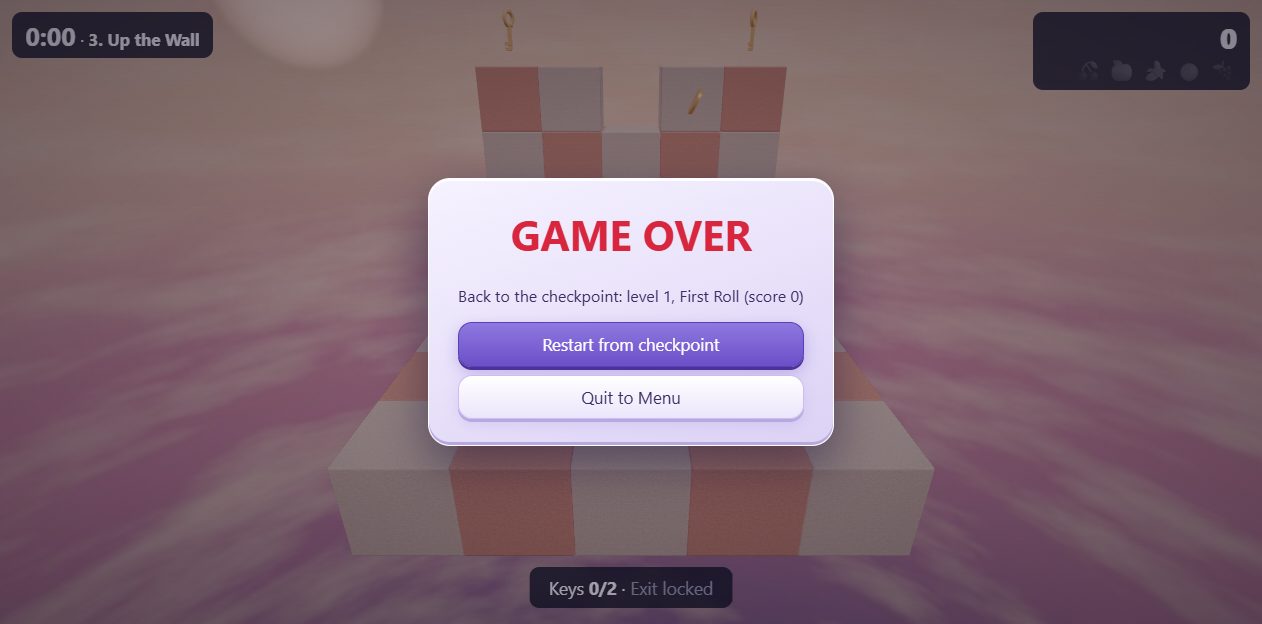 0:00 · 3. Up the Wall
0
GAME OVER
Back to the checkpoint: level 1, First Roll (score 0)
Restart from checkpoint
Quit to Menu
Keys 0/2 · Exit locked